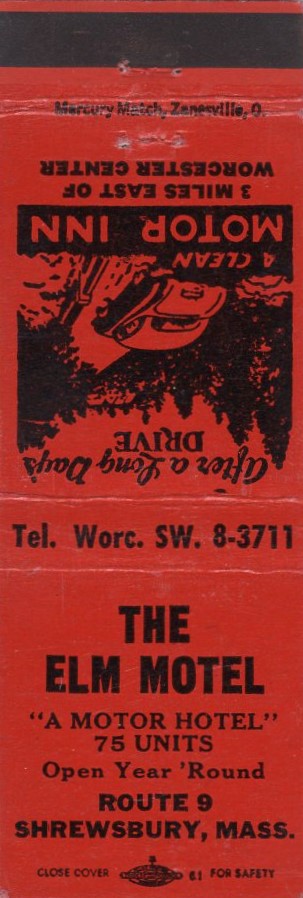 Mercury Match, Zanesville, O.
After a Long Day's
DRIVE
A CLEAN
MOTOR INN
3 MILES EAST OF
WORCESTER CENTER
Tel. Worc. SW. 8-3711
THE
ELM MOTEL
"A MOTOR HOTEL"
75 UNITS
Open Year 'Round
ROUTE 9
SHREWSBURY, MASS.
CLOSE COVER 61 FOR SAFETY